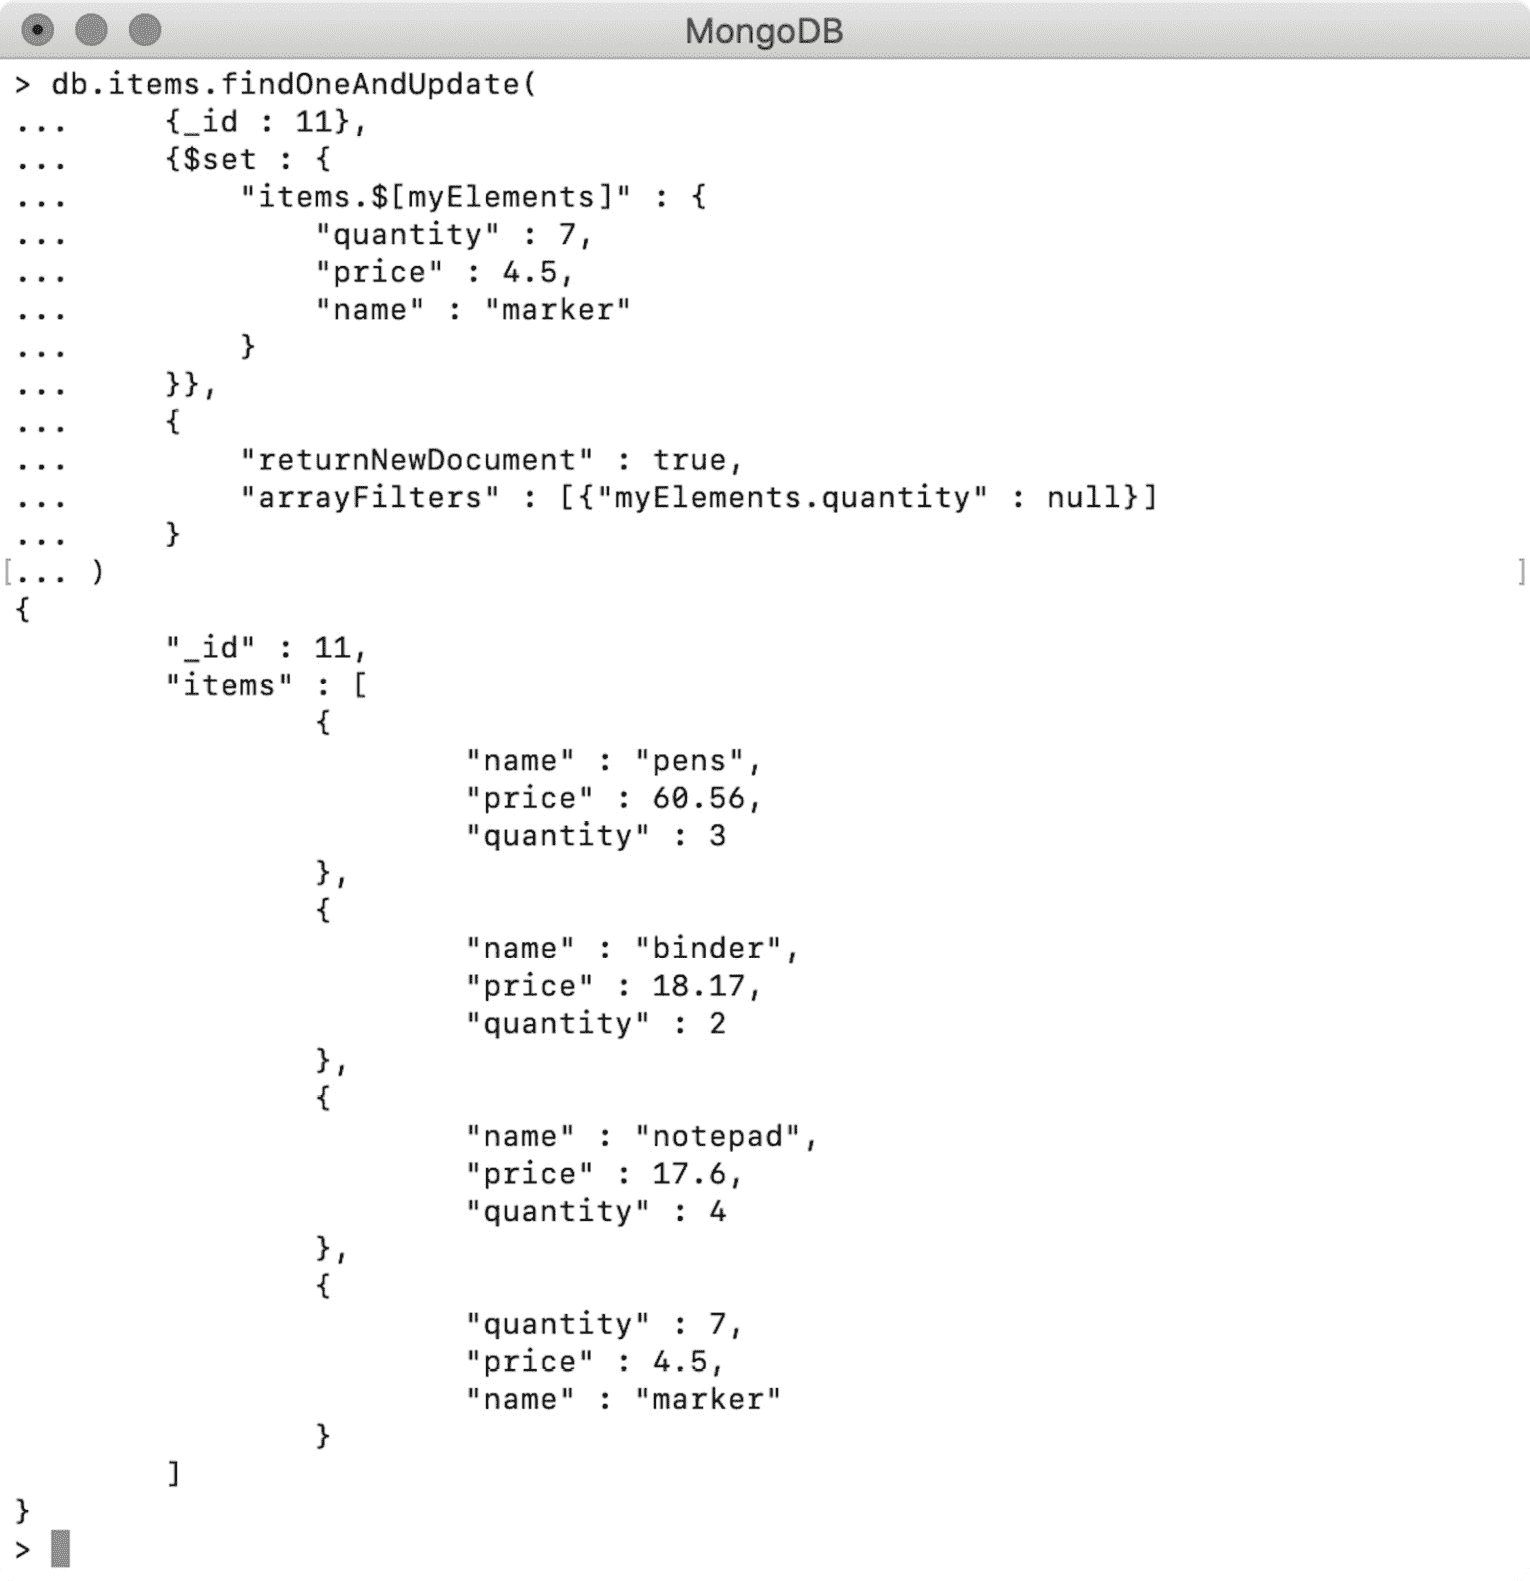 MongoDB
> db.items.findOneAndUpdate(
...     {_id : 11},
...     {$set : {
...         "items.$[myElements]" : {
...             "quantity" : 7,
...             "price" : 4.5,
...             "name" : "marker"
...         }
...     }},
...     {
...         "returnNewDocument" : true,
...         "arrayFilters" : [{"myElements.quantity" : null}]
...     }
[... ) ]
{
        "_id" : 11,
        "items" : [
                {
                        "name" : "pens",
                        "price" : 60.56,
                        "quantity" : 3
                },
                {
                        "name" : "binder",
                        "price" : 18.17,
                        "quantity" : 2
                },
                {
                        "name" : "notepad",
                        "price" : 17.6,
                        "quantity" : 4
                },
                {
                        "quantity" : 7,
                        "price" : 4.5,
                        "name" : "marker"
                }
        ]
}
>